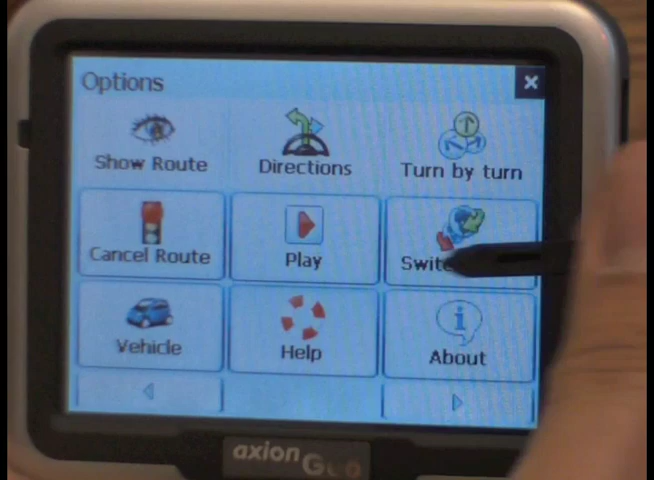 Options
Show Route
Directions
Turn by turn
Cancel Route
Play
Vehicle
Help
About
axion